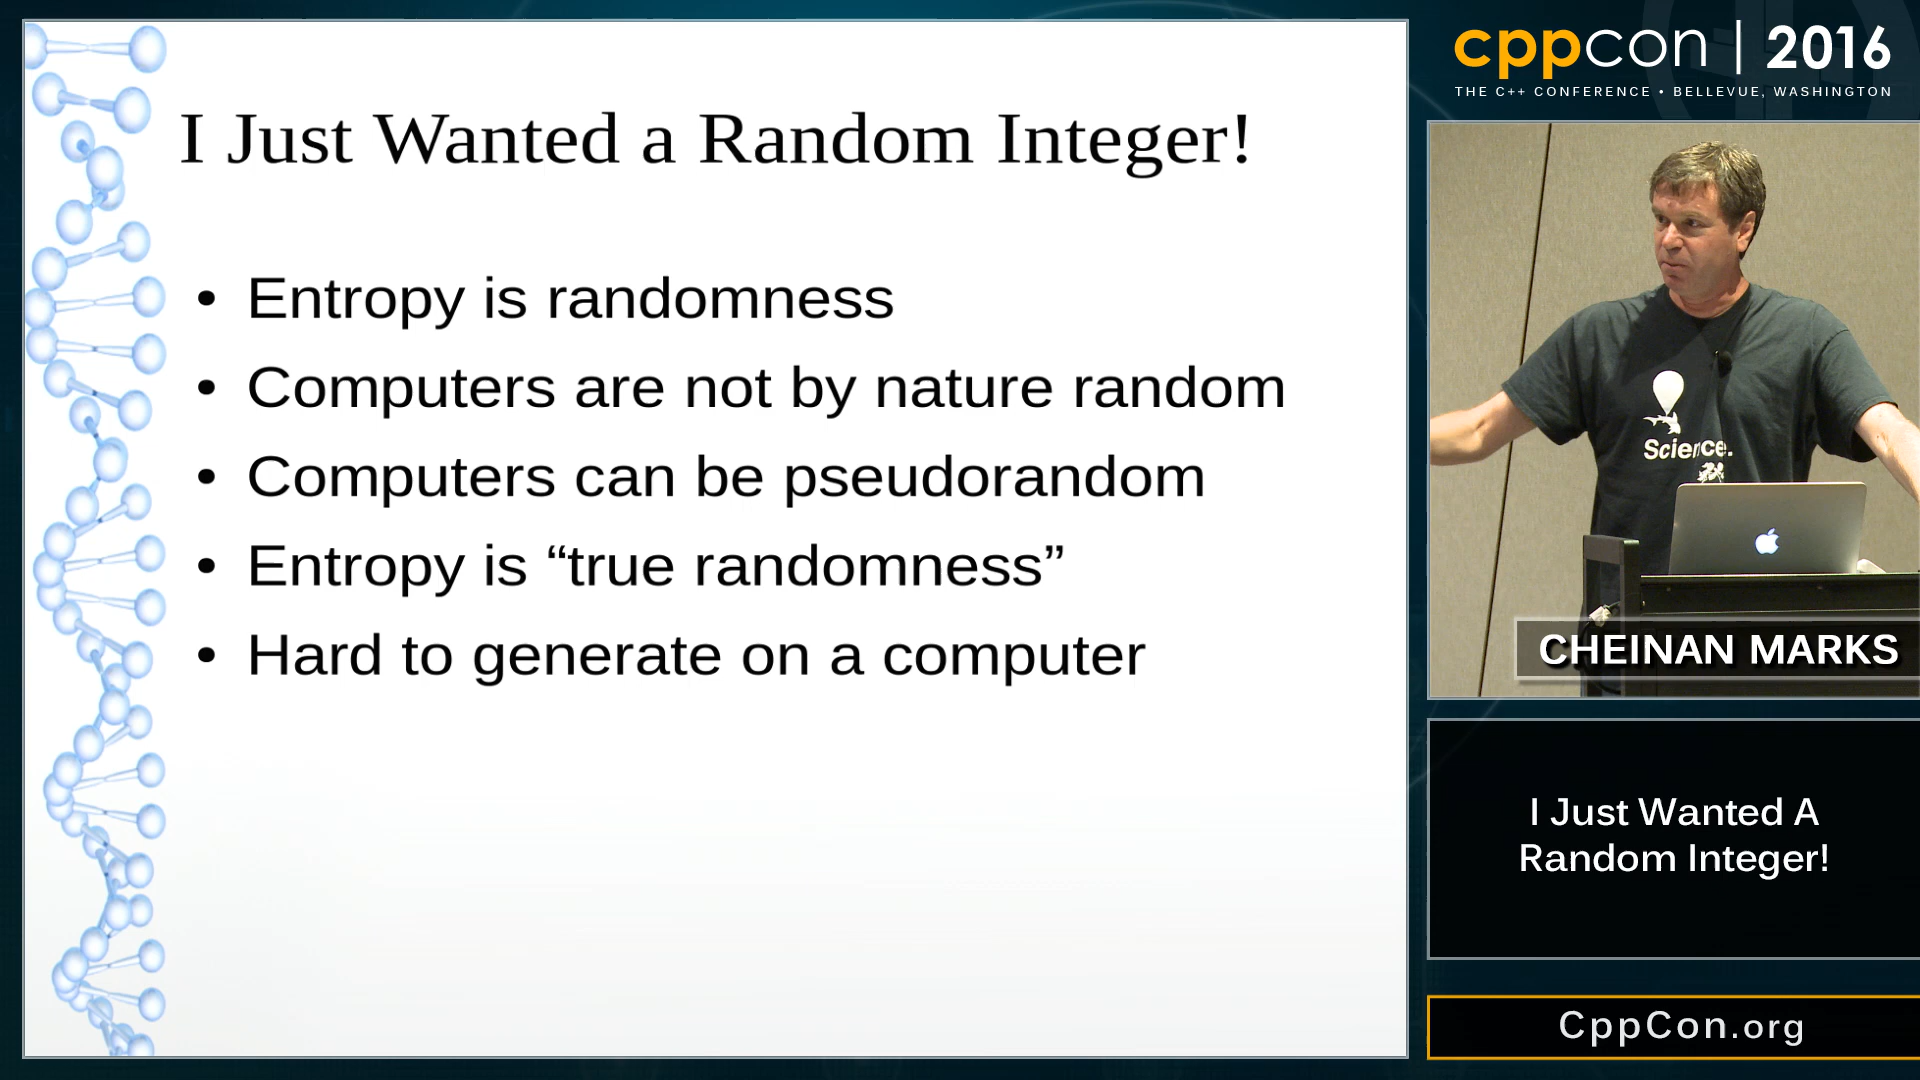 I Just Wanted a Random Integer!
• Entropy is randomness
• Computers are not by nature random
• Computers can be pseudorandom
• Entropy is “true randomness”
• Hard to generate on a computer
cppcon | 2016
THE C++ CONFERENCE • BELLEVUE, WASHINGTON
Science.
CHEINAN MARKS
I Just Wanted A
Random Integer!
CppCon.org